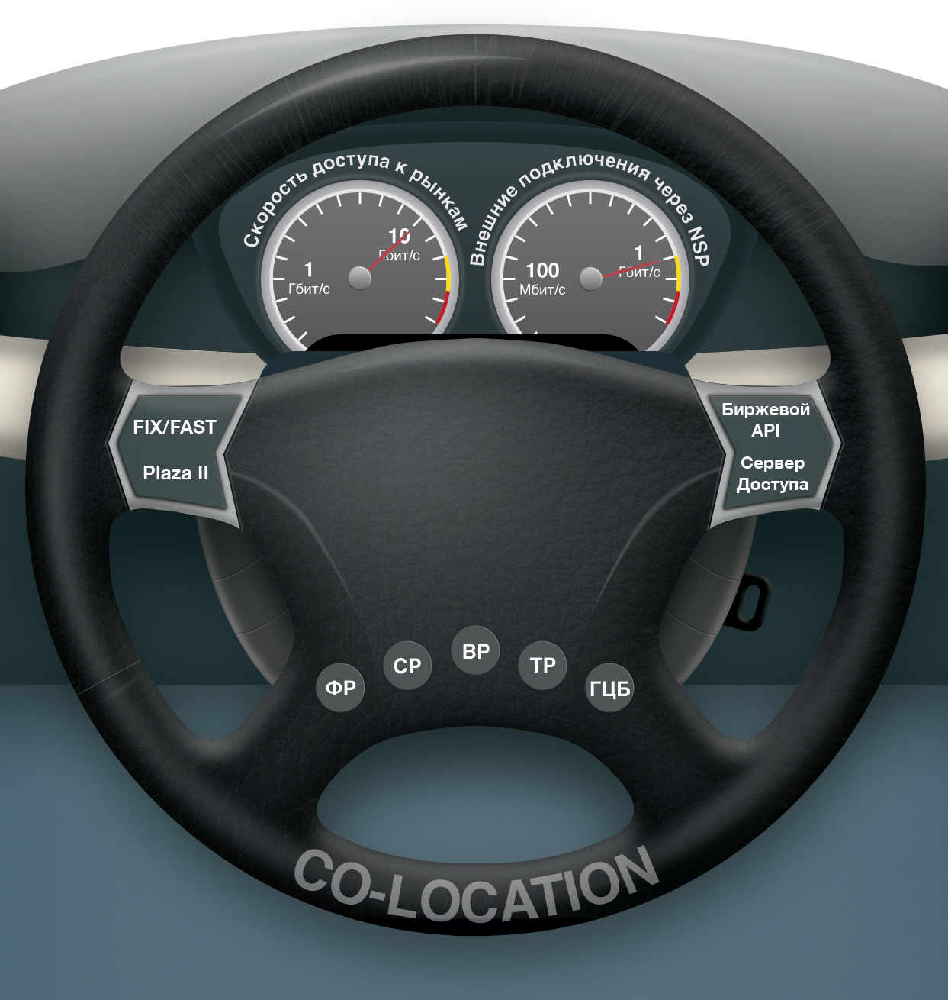 Скорость доступа к рынкам
Внешние подключения через NSP
1
Гбит/с
10
Гбит/с
100
Мбит/с
1
Гбит/с
FIX/FAST
Plaza II
Биржевой
API
Сервер
Доступа
ФР
СР
ВР
ТР
ГЦБ
CO-LOCATION